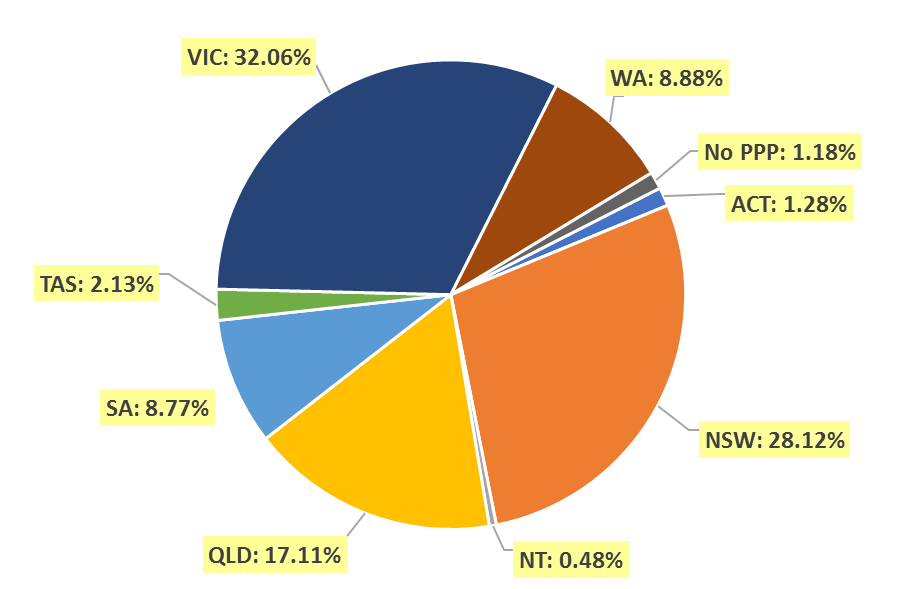 VIC: 32.06%
WA: 8.88%
No PPP: 1.18%
ACT: 1.28%
TAS: 2.13%
SA: 8.77%
NSW: 28.12%
QLD: 17.11%
NT: 0.48%